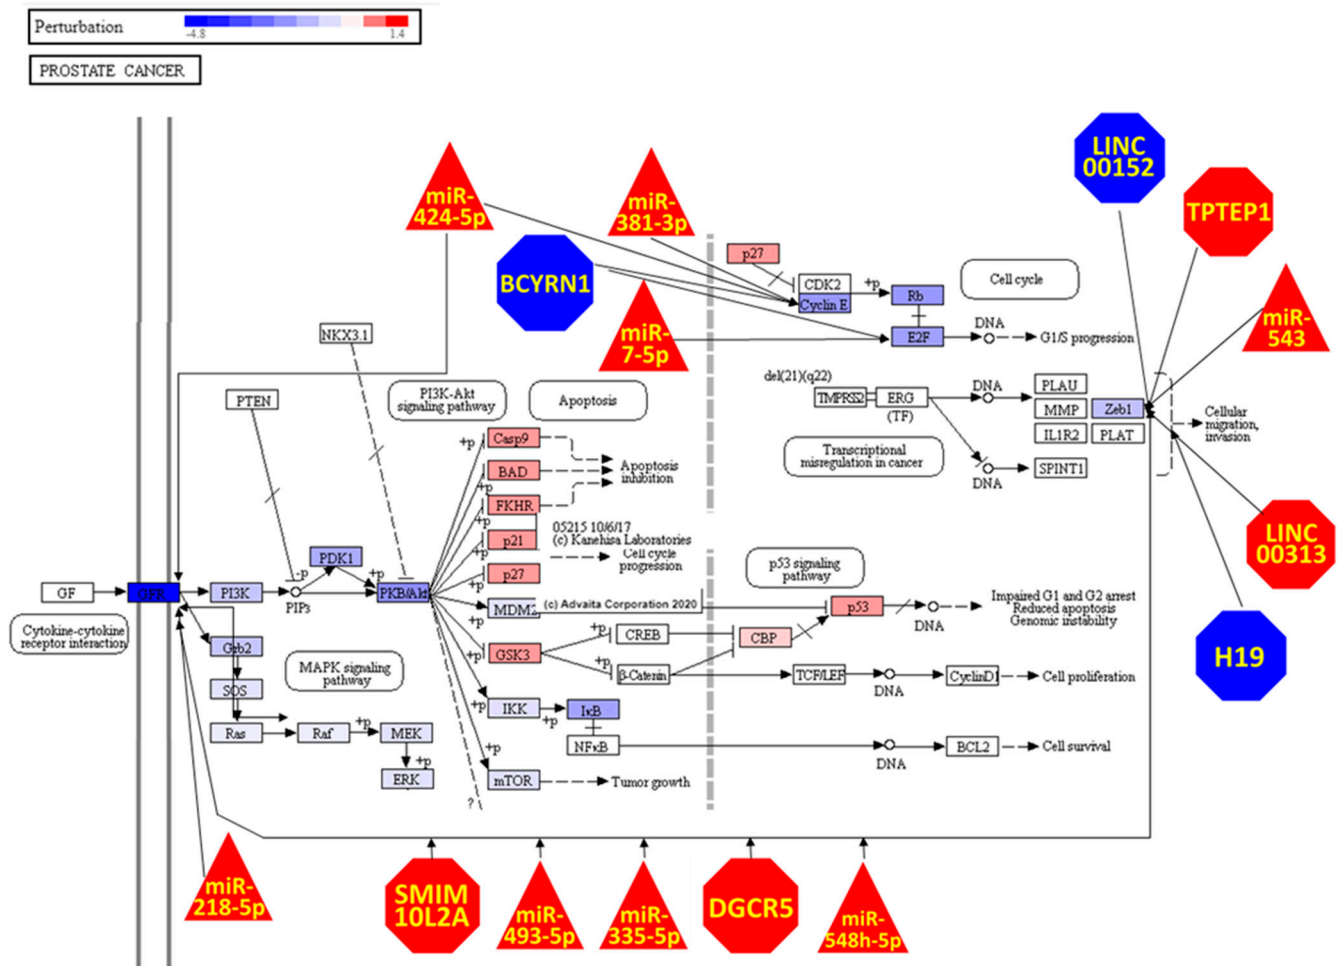 Perturbation
-4.8
1.4
PROSTATE CANCER
LINC
00152
miR-
424-5p
miR-
381-3p
TPTEP1
BCYRN1
p27
CDK2
+p
Cyclin E
Rb
Cell cycle
miR-
7-5p
E2F
DNA
G1/S progression
miR-
543
NKX3.1
PTEN
PI3K-Akt
signaling pathway
Apoptosis
del(21)(q22)
TMPRSS2
ERG
(TF)
DNA
PLAU
MMP
Zeb1
IL1R2
PLAT
SPINT1
DNA
Cellular
migration,
invasion
Transcriptional
misregulation in cancer
+p
Casp9
BAD
Apoptosis
inhibition
+p
FKHR
+p
05215 10/6/17
(c) Kanehisa Laboratories
p21
Cell cycle
progression
+p
p27
+p
LINC
00313
GF
GFR
PI3K
-p
PIP3
PDK1
+p
PKB/Akt
MDM2
(c) Advaita Corporation 2020
p53 signaling
pathway
p53
DNA
Impaired G1 and G2 arrest
Reduced apoptosis
Genomic instability
Cytokine-cytokine
receptor interaction
Grb2
SOS
Ras
Raf
+p
MEK
+p
ERK
MAPK signaling
pathway
+p
GSK3
+p
CREB
CBP
+p
β-Catenin
TCF/LEF
DNA
CyclinD1
Cell proliferation
H19
+p
IKK
+p
IκB
NFκB
DNA
BCL2
Cell survival
+p
mTOR
Tumor growth
?
miR-
218-5p
SMIM
10L2A
miR-
493-5p
miR-
335-5p
DGCR5
miR-
548h-5p